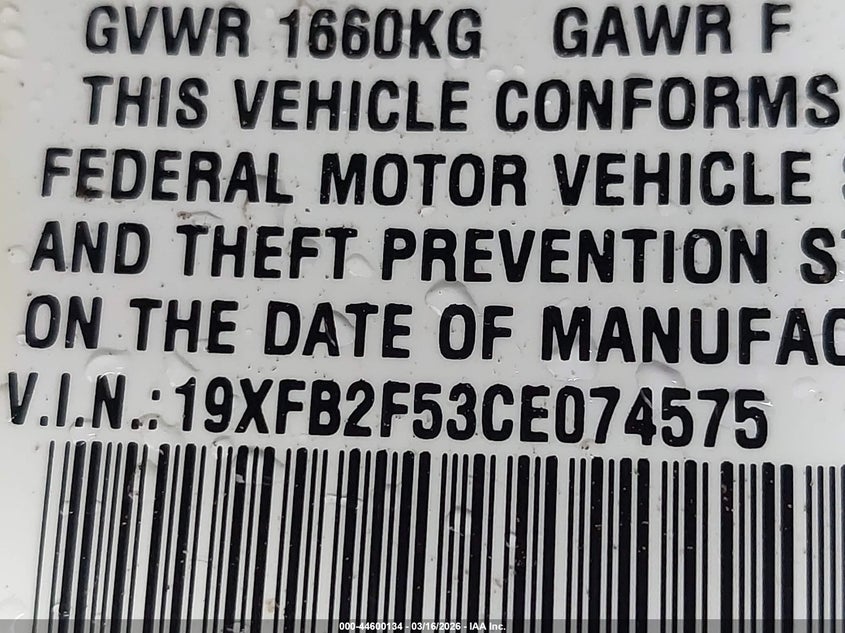 GVWR 1660KG GAWR F
THIS VEHICLE CONFORMS
FEDERAL MOTOR VEHICLE
AND THEFT PREVENTION ST
ON THE DATE OF MANUFAC
V.I.N.: 19XFB2F53CE074575
000-44600134 - 03/16/2026 - IAA Inc.